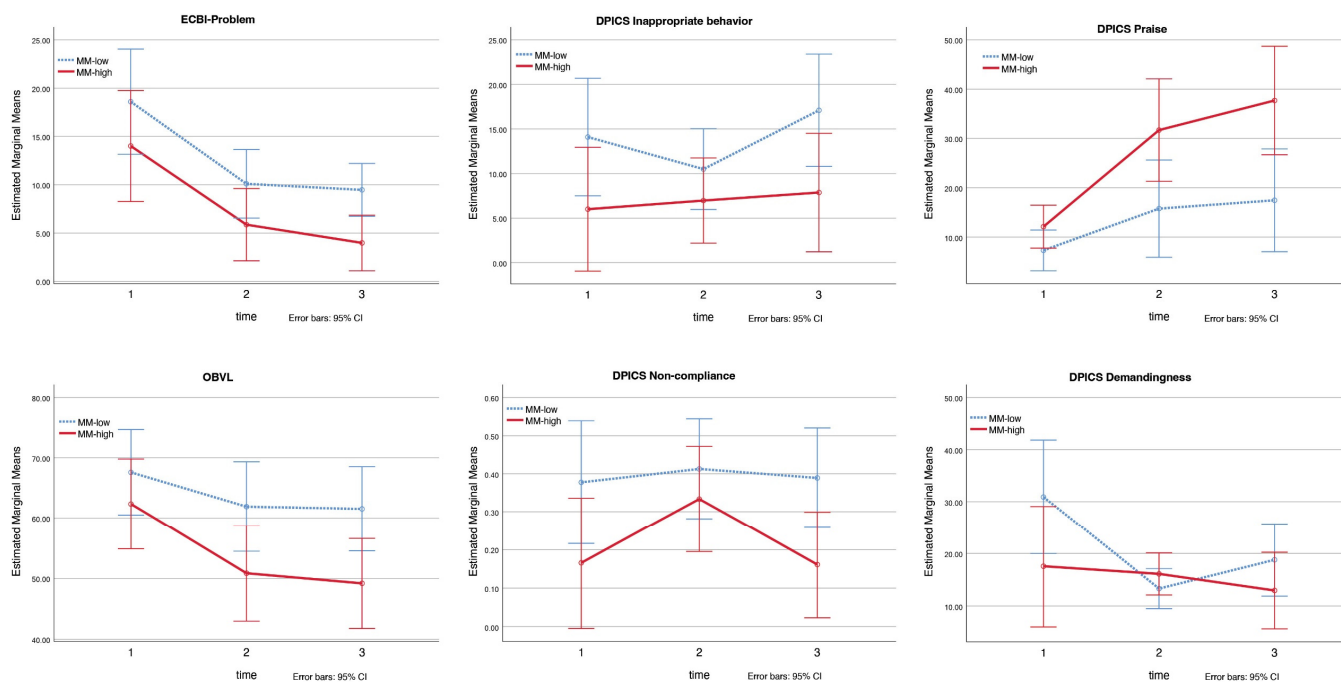 ECBI-Problem
25.00
20.00
15.00
10.00
5.00
0.00
Estimated Marginal Means
MM-low
MM-high
1 2 3
time
Error bars: 95% CI
DPICS Inappropriate behavior
25.00
20.00
15.00
10.00
5.00
0.00
Estimated Marginal Means
MM-low
MM-high
1 2 3
time
Error bars: 95% CI
DPICS Praise
50.00
40.00
30.00
20.00
10.00
Estimated Marginal Means
MM-low
MM-high
1 2 3
time
Error bars: 95% CI
OBVL
80.00
70.00
60.00
50.00
40.00
Estimated Marginal Means
MM-low
MM-high
1 2 3
time
Error bars: 95% CI
DPICS Non-compliance
0.60
0.50
0.40
0.30
0.20
0.10
0.00
Estimated Marginal Means
MM-low
MM-high
1 2 3
time
Error bars: 95% CI
DPICS Demandingness
50.00
40.00
30.00
20.00
10.00
Estimated Marginal Means
MM-low
MM-high
1 2 3
time
Error bars: 95% CI